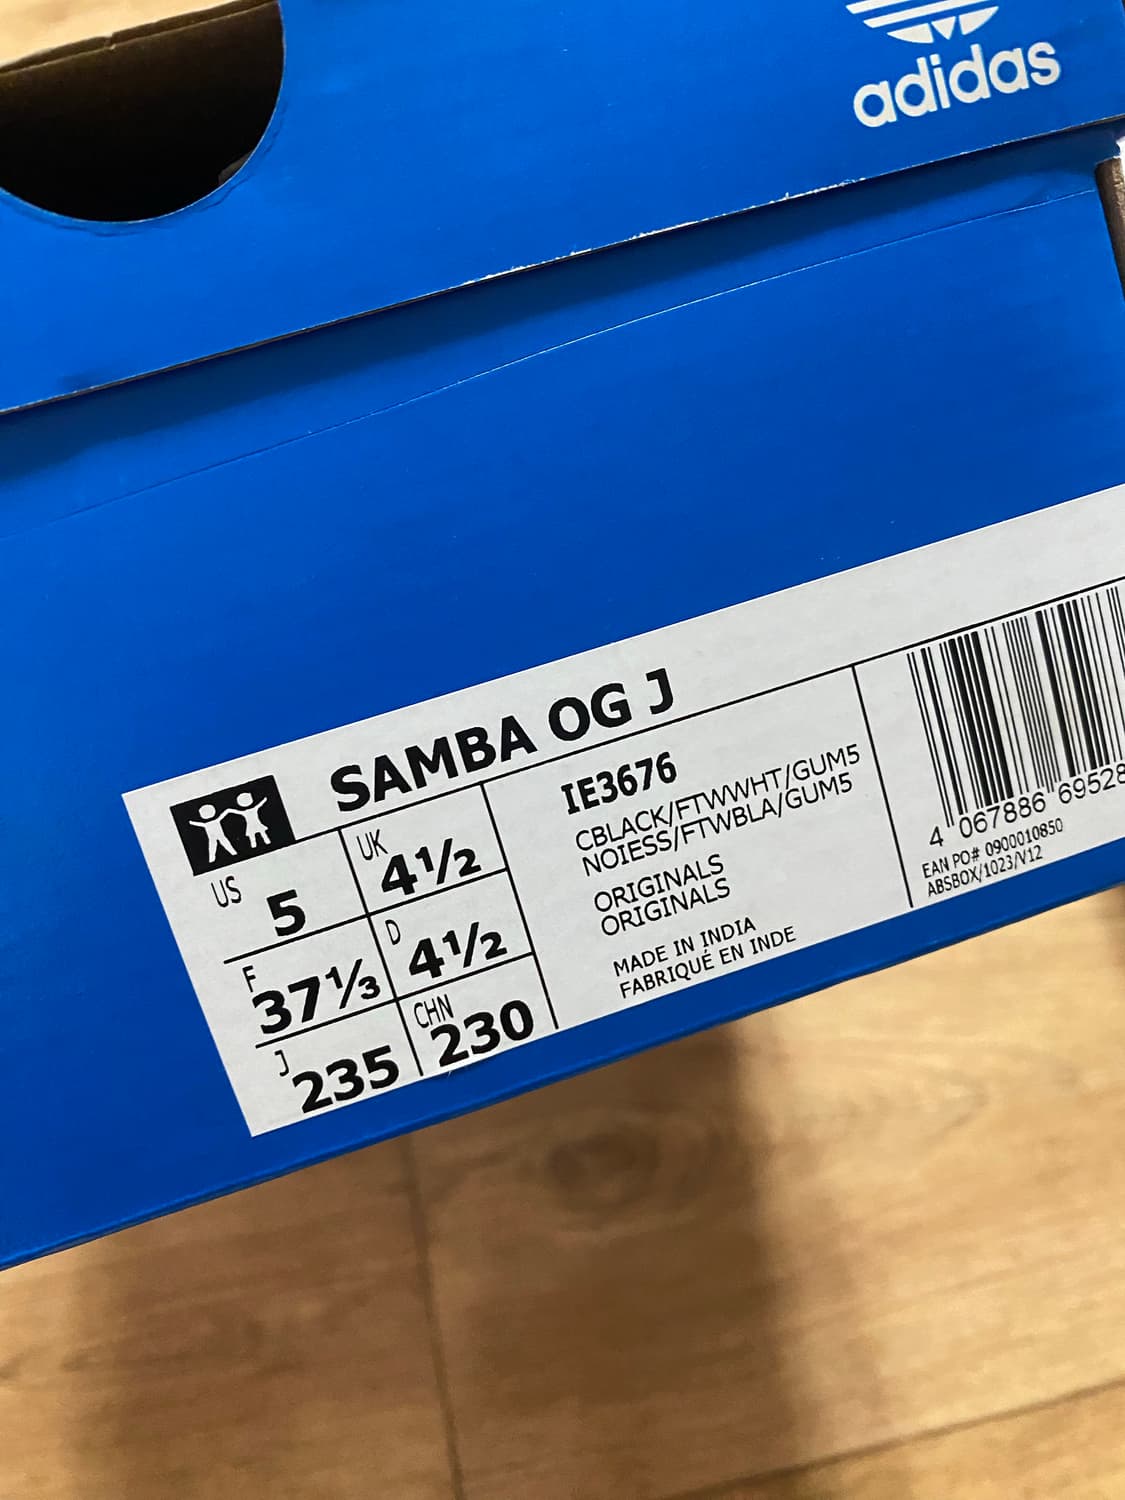 adidas
SAMBA OG J
US 5
UK 4½
F 37⅓
D 4½
J 235
CHN 230
IE3676
CBLACK/FTWWHT/GUM5
NOIESS/FTWBLA/GUM5
ORIGINALS
ORIGINALS
MADE IN INDIA
FABRIQUÉ EN INDE
4 067886 69528
EAN PO# 0900010850
ABSBOX/1023/V12